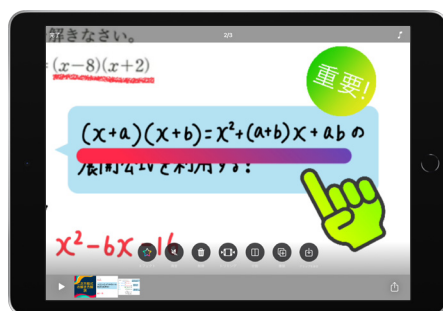 解きなさい。
2/3
=(x−8)(x+2)
重要!
(x+a)(x+b)=x²+(a+b)x+abの
展開公式を利用する!
x²−6x−16